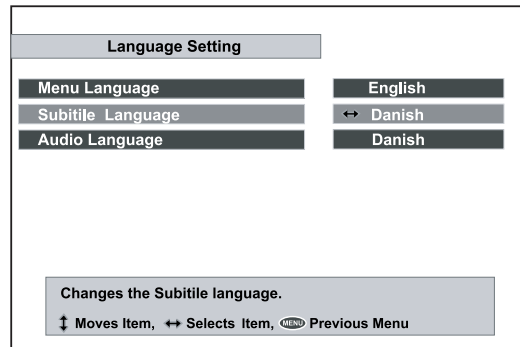 Language Setting
Menu Language English
Subitile Language ↔ Danish
Audio Language Danish
Changes the Subitile language.
↕ Moves Item, ↔ Selects Item, MENU Previous Menu